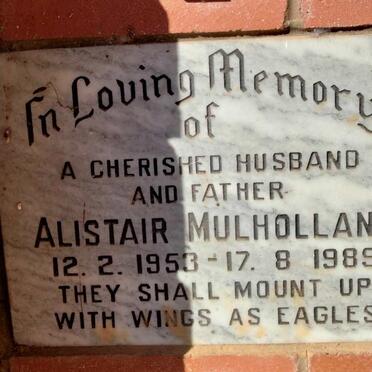 In Loving Memory
of
A CHERISHED HUSBAND
AND FATHER
ALISTAIR MULHOLLAN
12. 2. 1953 - 17. 8 1989
THEY SHALL MOUNT UP
WITH WINGS AS EAGLES